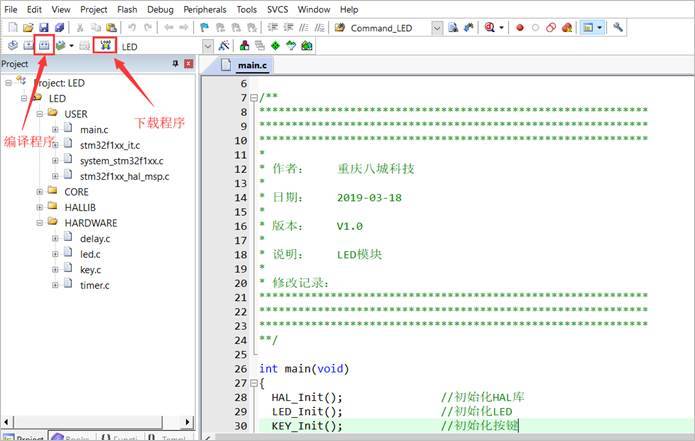 File Edit View Project Flash Debug Peripherals Tools SVCS Window Help
Command_LED
LOAD LED
Project
main.c
Project: LED
LED
USER
main.c
stm32f1xx_it.c
system_stm32f1xx.c
stm32f1xx_hal_msp.c
CORE
HALLIB
HARDWARE
delay.c
led.c
key.c
timer.c
编译程序
下载程序
6
7 /**
8 ************************************************************
9 ************************************************************
10 ************************************************************
11 *
12 * 作者： 重庆八城科技
13 *
14 * 日期： 2019-03-18
15 *
16 * 版本： V1.0
17 *
18 * 说明： LED模块
19 *
20 * 修改记录：
21 ************************************************************
22 ************************************************************
23 ************************************************************
24 **/
25
26 int main(void)
27 {
28 HAL_Init(); //初始化HAL库
29 LED_Init(); //初始化LED
30 KEY_Init(); //初始化按键
Project Books Functi... Templ...